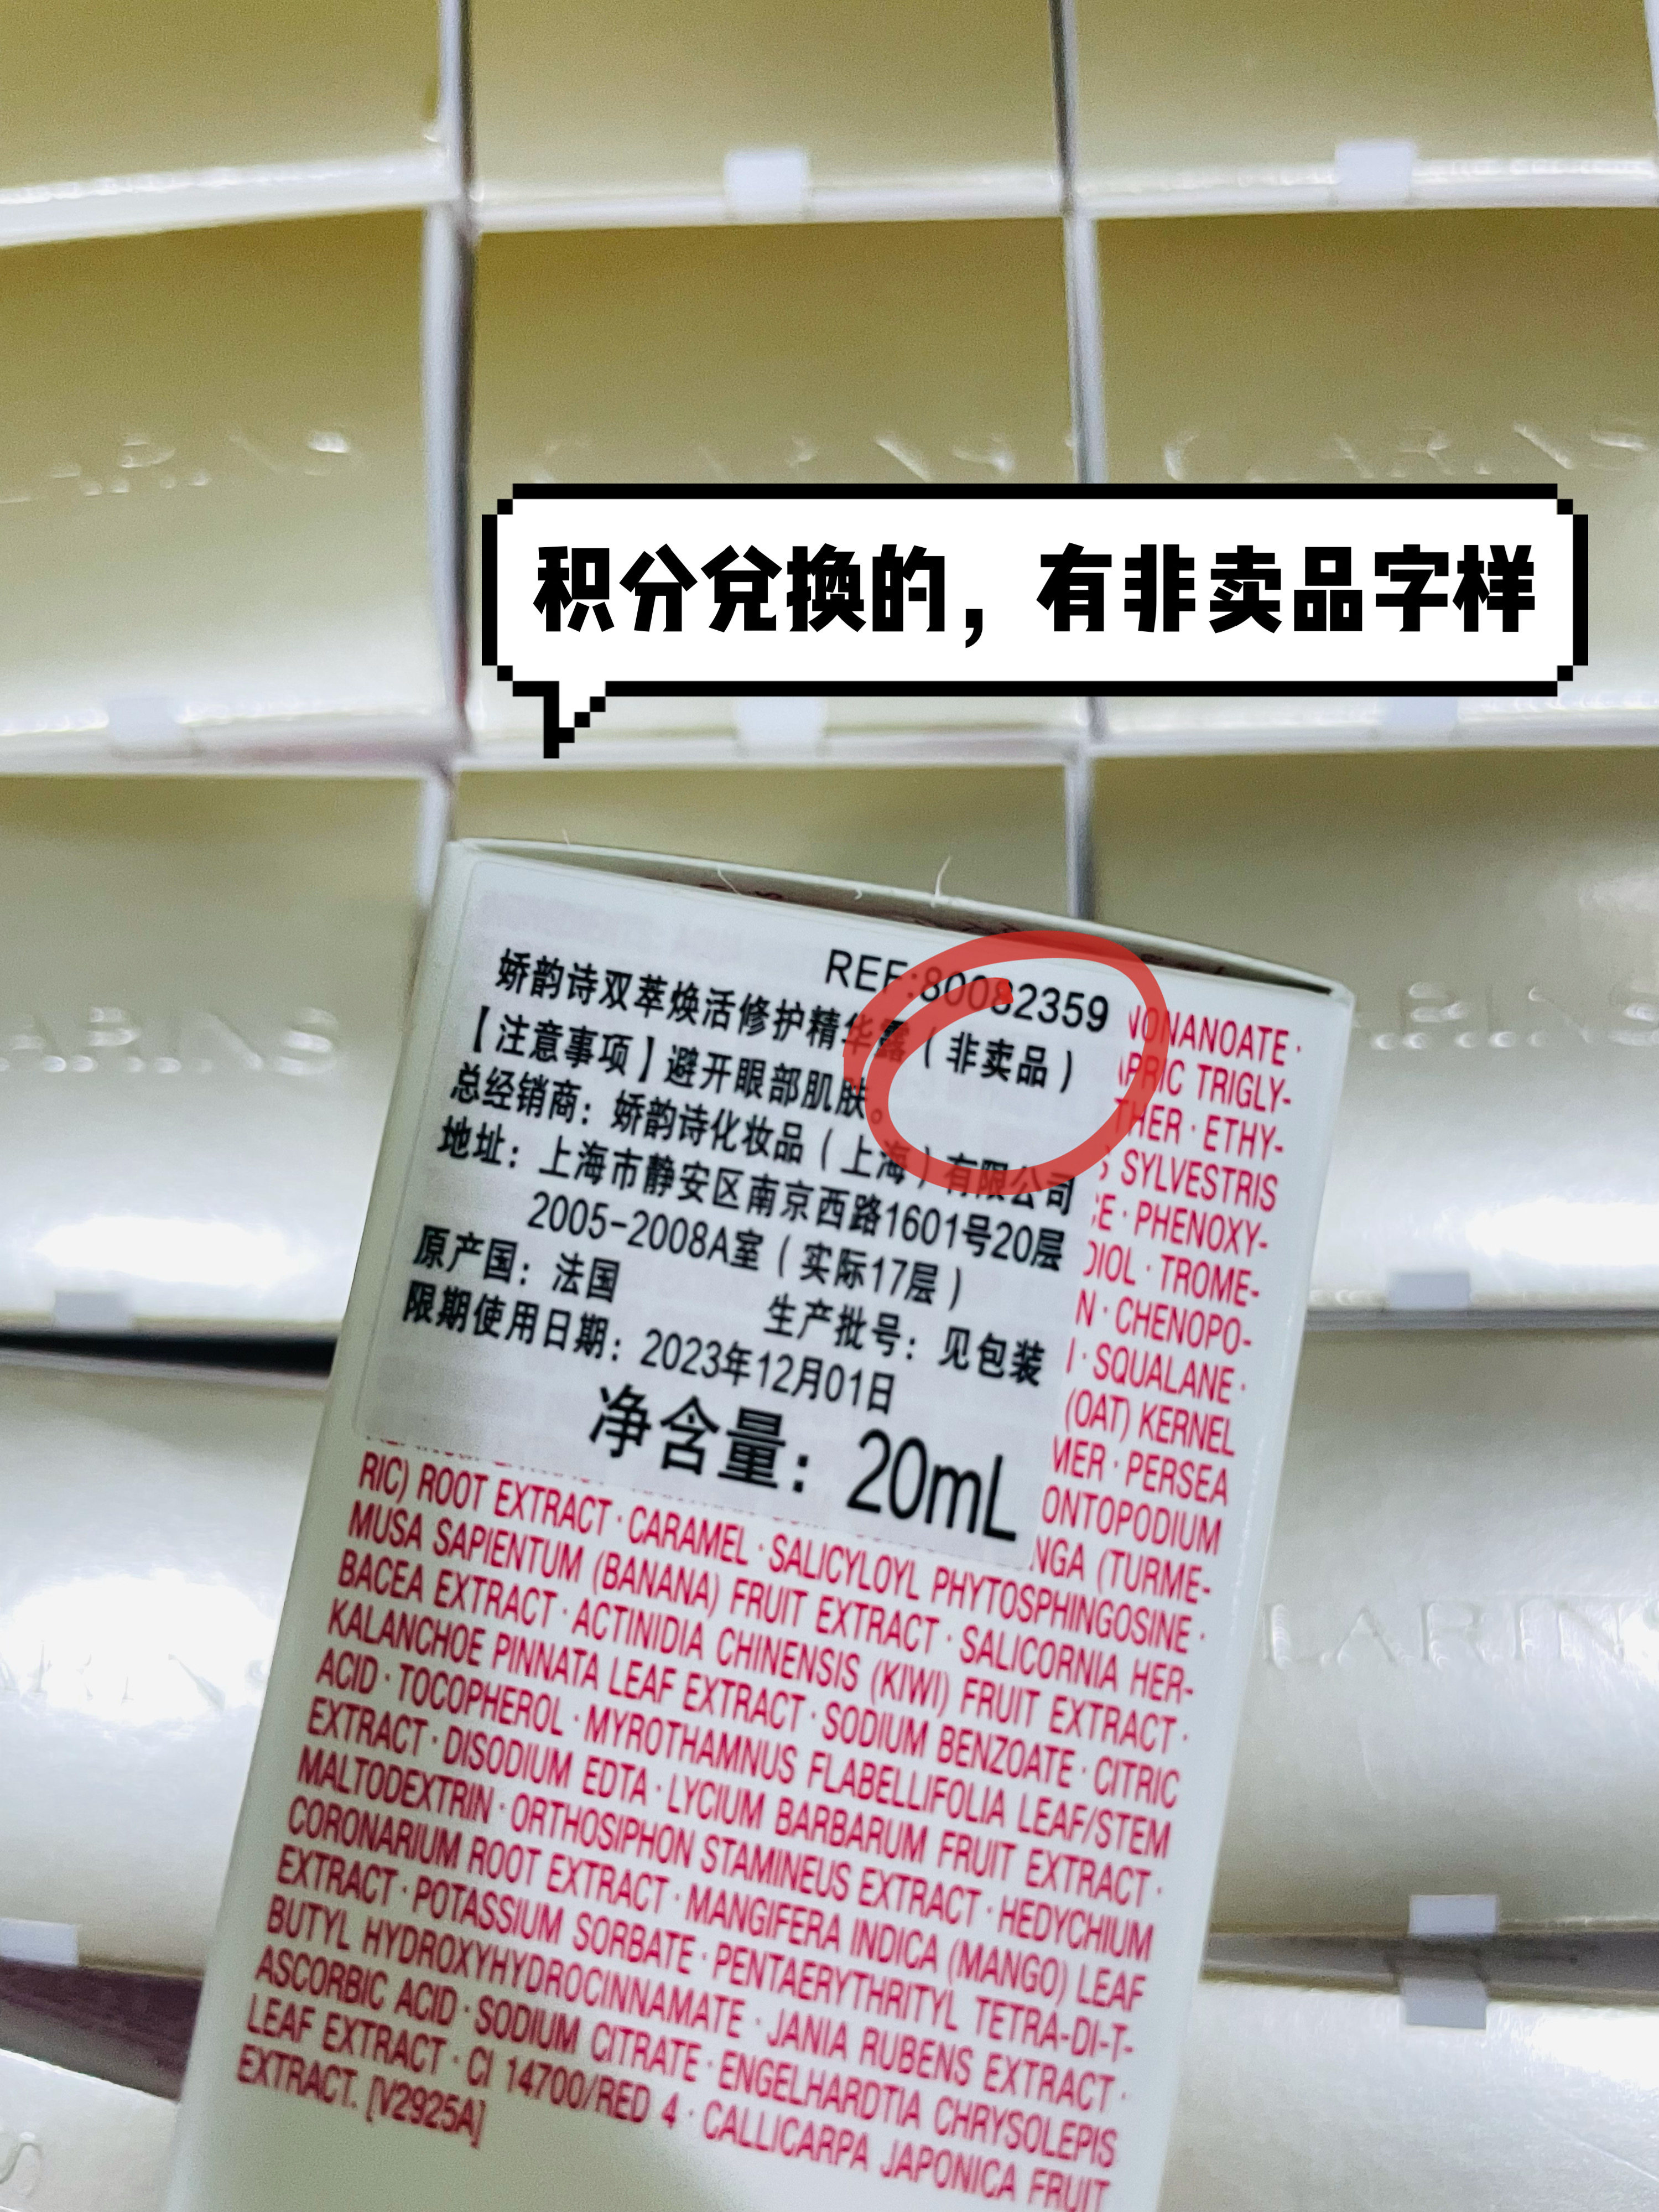 CLARINS
积分兑换的，有非卖品字样
REF:80082359
娇韵诗双萃焕活修护精华露（非卖品）
【注意事项】避开眼部肌肤。
总经销商：娇韵诗化妆品（上海）有限公司
地址：上海市静安区南京西路1601号20层
2005-2008A室（实际17层）
原产国：法国 生产批号：见包装
限期使用日期：2023年12月01日
净含量：20mL
NONANOATE ·
TRIGLY-
ETHY-
SYLVESTRIS
PHENOXY-
TROME-
CHENOPO-
SQUALANE ·
(OAT) KERNEL
PERSEA
(TURME-
RIC) ROOT EXTRACT · CARAMEL · SALICYLOYL PHYTOSPHINGOSINE ·
MUSA SAPIENTUM (BANANA) FRUIT EXTRACT · SALICORNIA HER-
BACEA EXTRACT · ACTINIDIA CHINENSIS (KIWI) FRUIT EXTRACT ·
KALANCHOE PINNATA LEAF EXTRACT · SODIUM BENZOATE · CITRIC
ACID · TOCOPHEROL · MYROTHAMNUS FLABELLIFOLIA LEAF/STEM
EXTRACT · DISODIUM EDTA · LYCIUM BARBARUM FRUIT EXTRACT ·
MALTODEXTRIN · ORTHOSIPHON STAMINEUS EXTRACT · HEDYCHIUM
CORONARIUM ROOT EXTRACT · MANGIFERA INDICA (MANGO) LEAF
EXTRACT · POTASSIUM SORBATE · PENTAERYTHRITYL TETRA-DI-T-
BUTYL HYDROXYHYDROCINNAMATE · JANIA RUBENS EXTRACT ·
ASCORBIC ACID · SODIUM CITRATE · ENGELHARDTIA CHRYSOLEPIS
LEAF EXTRACT · CI 14700/RED 4 · CALLICARPA JAPONICA FRUIT
EXTRACT. [V2925A]